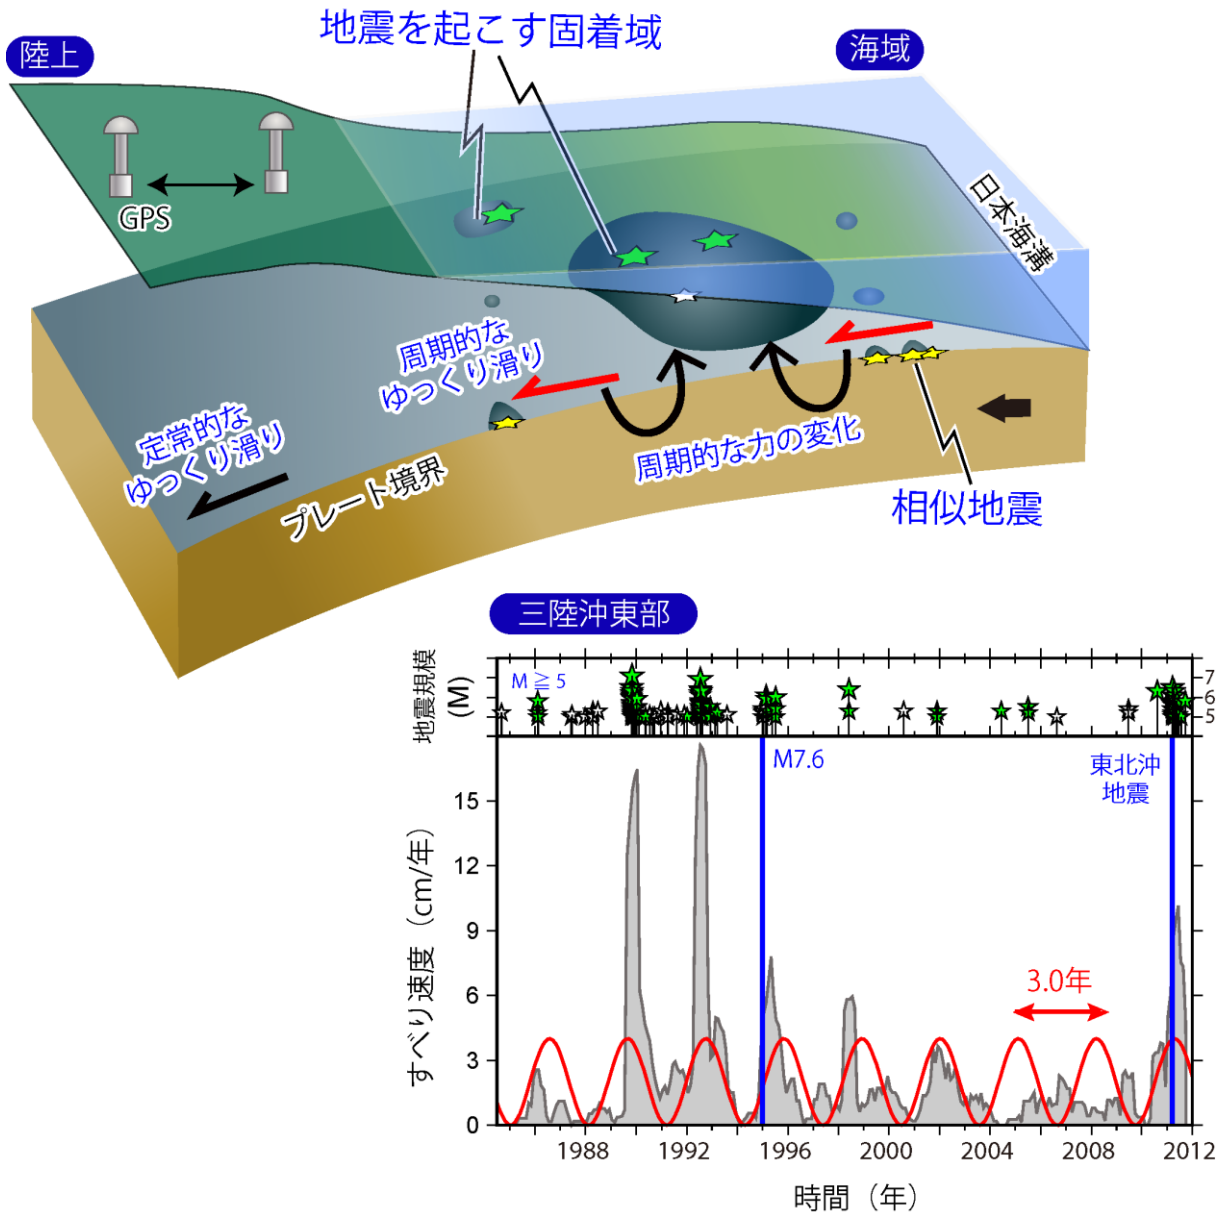 地震を起こす固着域
陸上
海域
GPS
日本海溝
周期的な
ゆっくり滑り
定常的な
ゆっくり滑り
プレート境界
周期的な力の変化
相似地震
三陸沖東部
地震規模
(M)
M ≧ 5
7
6
5
M7.6
東北沖
地震
すべり速度（cm/年）
15
12
9
6
3
0
3.0年
1988 1992 1996 2000 2004 2008 2012
時間（年）